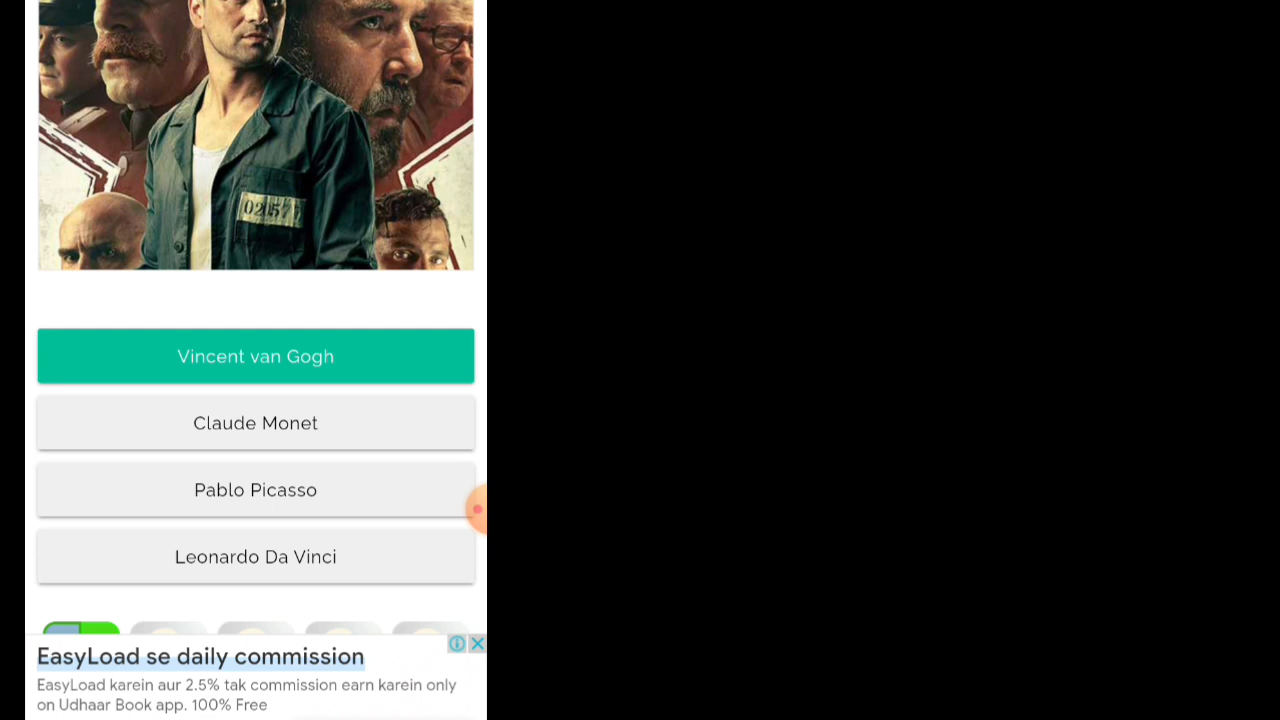 Vincent van Gogh
Claude Monet
Pablo Picasso
Leonardo Da Vinci
EasyLoad se daily commission
EasyLoad karein aur 2.5% tak commission earn karein only
on Udhaar Book app. 100% Free